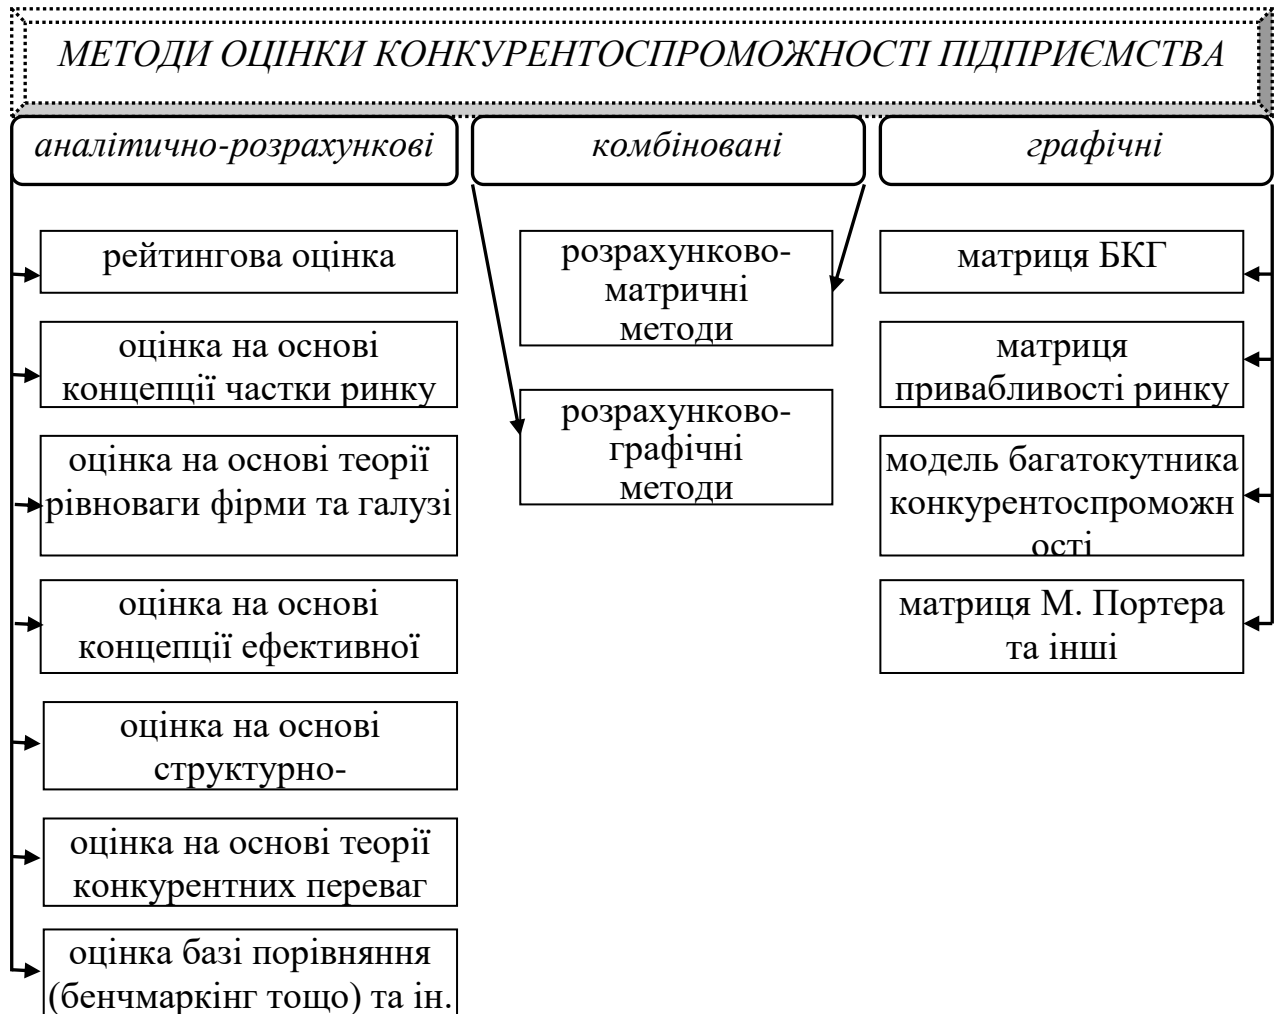 МЕТОДИ ОЦІНКИ КОНКУРЕНТОСПРОМОЖНОСТІ ПІДПРИЄМСТВА
аналітично-розрахункові
рейтингова оцінка
оцінка на основі
концепції частки ринку
оцінка на основі теорії
рівноваги фірми та галузі
оцінка на основі
концепції ефективної
оцінка на основі
структурно-
оцінка на основі теорії
конкурентних переваг
оцінка базі порівняння
(бенчмаркінг тощо) та ін.
комбіновані
розрахунково-
матричні
методи
розрахунково-
графічні
методи
графічні
матриця БКГ
матриця
привабливості ринку
модель багатокутника
конкурентоспроможн
ості
матриця М. Портера
та інші